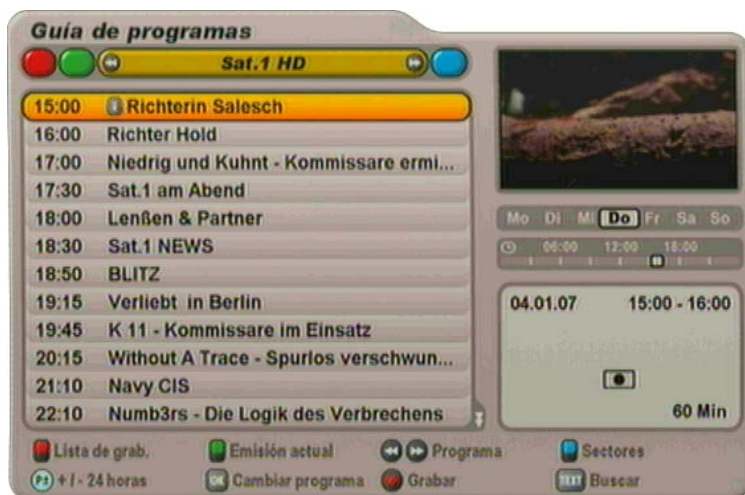 Guía de programas
Sat.1 HD
15:00 Richterin Salesch
16:00 Richter Hold
17:00 Niedrig und Kuhnt - Kommissare ermi...
17:30 Sat.1 am Abend
18:00 Lenßen & Partner
18:30 Sat.1 NEWS
18:50 BLITZ
19:15 Verliebt in Berlin
19:45 K 11 - Kommissare im Einsatz
20:15 Without A Trace - Spurlos verschwun...
21:10 Navy CIS
22:10 Numb3rs - Die Logik des Verbrechens
Mo Di Mi Do Fr Sa So
06:00 12:00 18:00
04.01.07 15:00 - 16:00
60 Min
Lista de grab. Emisión actual Programa Sectores
+ / - 24 horas OK Cambiar programa Grabar TEXT Buscar